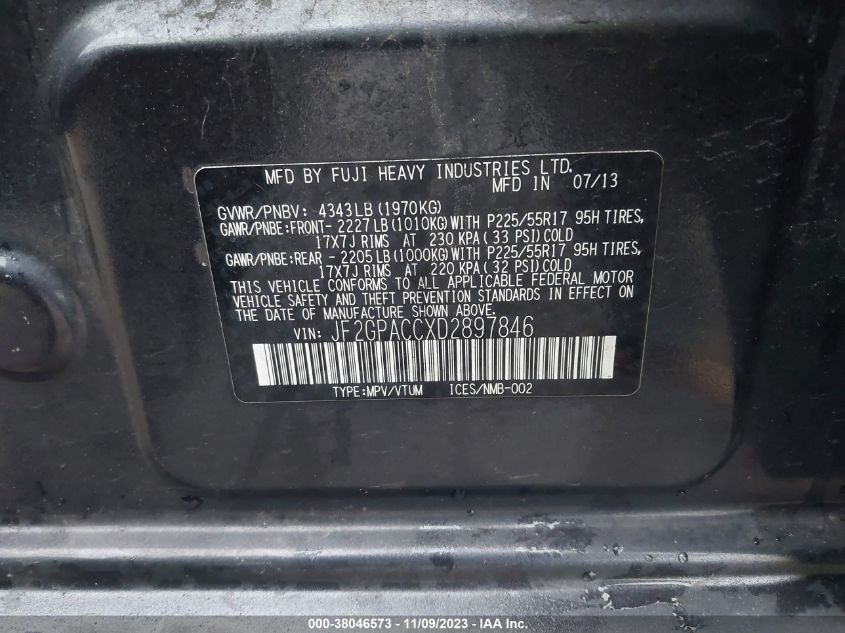 MFD BY FUJI HEAVY INDUSTRIES LTD.
MFD IN 07/13
GVWR/PNBV: 4343LB (1970KG)
GAWR/PNBE:FRONT- 2227LB (1010KG) WITH P225/55R17 95H TIRES,
17X7J RIMS AT 230 KPA (33 PSI) COLD
GAWR/PNBE:REAR - 2205LB (1000KG) WITH P225/55R17 95H TIRES,
17X7J RIMS AT 220 KPA (32 PSI) COLD
THIS VEHICLE CONFORMS TO ALL APPLICABLE FEDERAL MOTOR
VEHICLE SAFETY AND THEFT PREVENTION STANDARDS IN EFFECT ON
THE DATE OF MANUFACTURE SHOWN ABOVE.
VIN: JF2GPACCXD2897846
TYPE:MPV/VTUM ICES/NMB-002
000-38046573 - 11/09/2023 - IAA Inc.